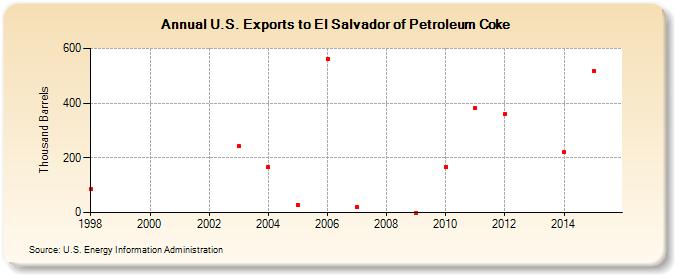 Annual U.S. Exports to El Salvador of Petroleum Coke
Thousand Barrels
600
400
200
0
1998 2000 2002 2004 2006 2008 2010 2012 2014
Source: U.S. Energy Information Administration